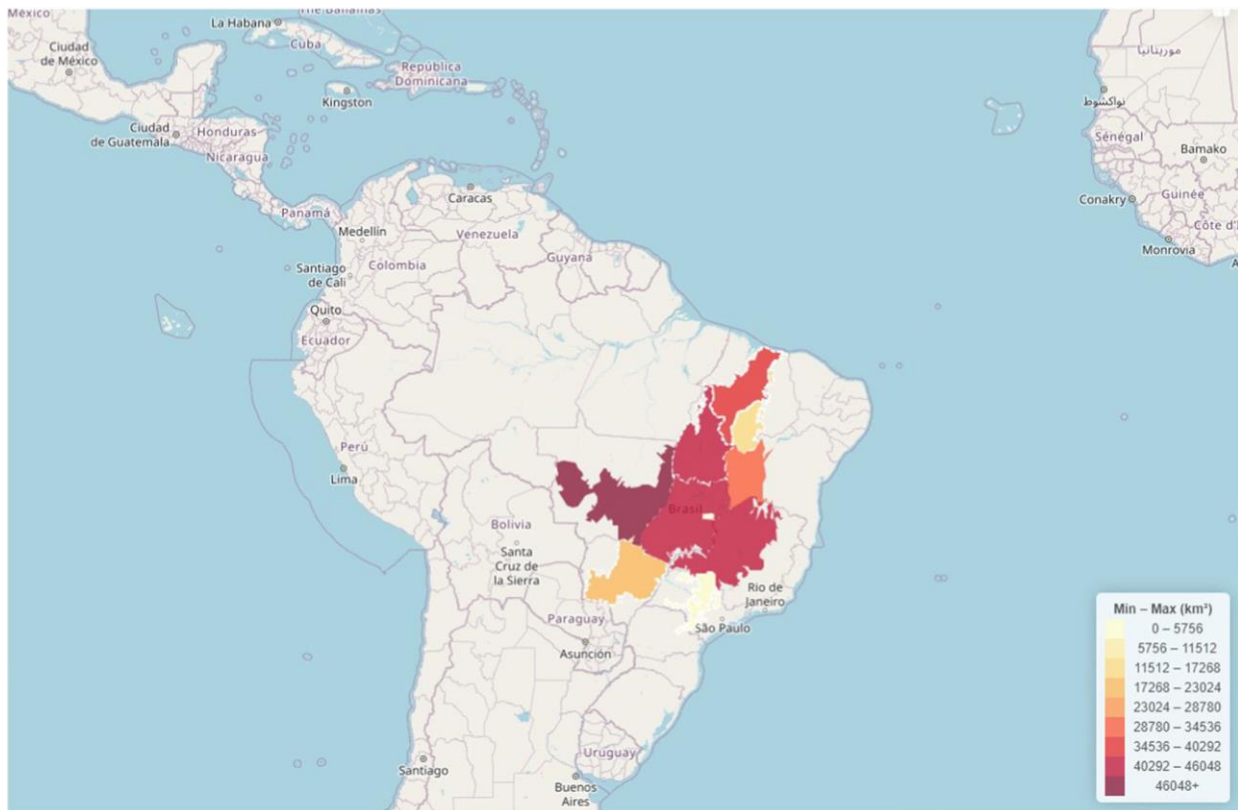 México
The Bahamas
La Habana
Cuba
Ciudad
de México
República
Dominicana
Kingston
Ciudad
de Guatemala
Honduras
Nicaragua
Panamá
Caracas
Medellín
Venezuela
Guyana
Santiago
de Cali
Colombia
Quito
Ecuador
Perú
Lima
Bolivia
Santa
Cruz de
la Sierra
Brasil
Rio de
Janeiro
São Paulo
Paraguay
Asunción
Uruguay
Santiago
Buenos
Aires
موريتانيا
نواكشوط
Sénégal
Bamako
Guinée
Conakry
Côte d'I
Monrovia
A
Min – Max (km²)
0 – 5756
5756 – 11512
11512 – 17268
17268 – 23024
23024 – 28780
28780 – 34536
34536 – 40292
40292 – 46048
46048+